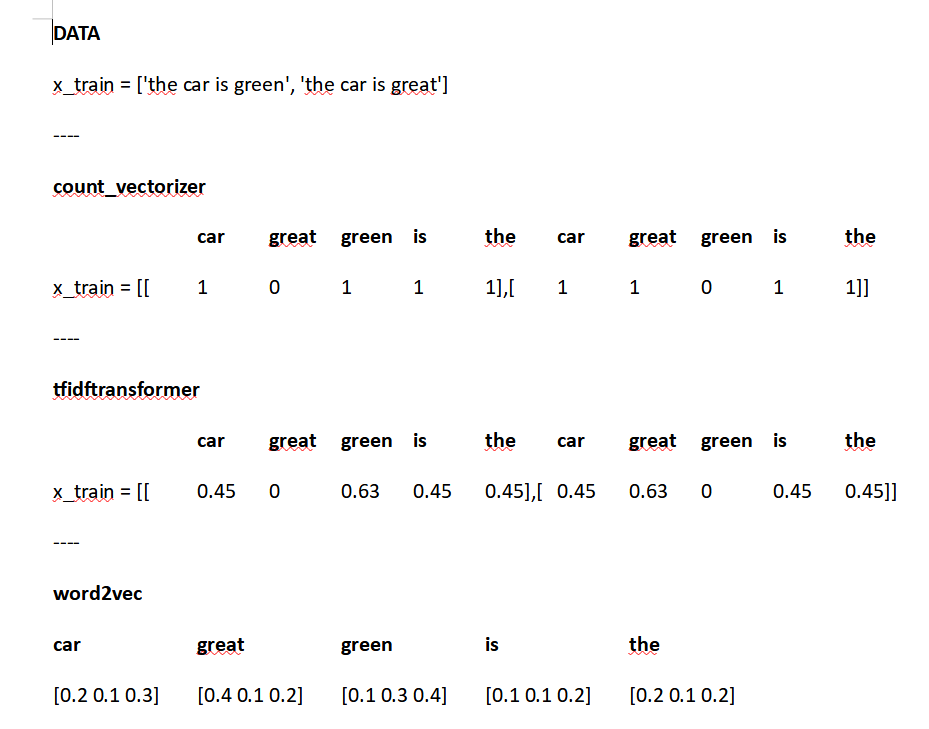 DATA
x_train = ['the car is green', 'the car is great']
----
count_vectorizer
car great green is the car great green is the
x_train = [[ 1 0 1 1 1],[ 1 1 0 1 1]]
----
tfidftransformer
car great green is the car great green is the
x_train = [[ 0.45 0 0.63 0.45 0.45],[ 0.45 0.63 0 0.45 0.45]]
----
word2vec
car great green is the
[0.2 0.1 0.3] [0.4 0.1 0.2] [0.1 0.3 0.4] [0.1 0.1 0.2] [0.2 0.1 0.2]